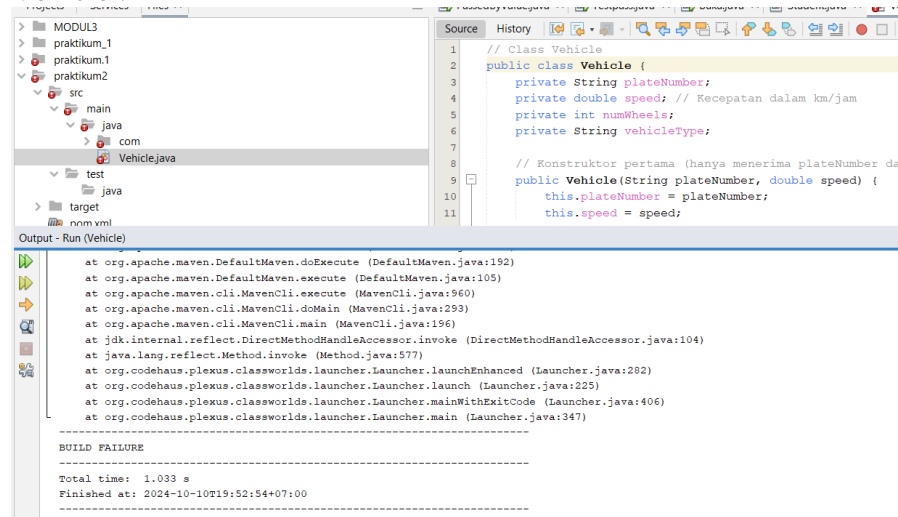 Projects Services Files
MODUL3
praktikum_1
praktikum.1
praktikum2
src
main
java
com
Vehicle.java
test
java
target
pom.xml
PassedByValue.java Testpass.java Buku.java Student.java
Source History
1 // Class Vehicle
2 public class Vehicle {
3 private String plateNumber;
4 private double speed; // Kecepatan dalam km/jam
5 private int numWheels;
6 private String vehicleType;
7
8 // Konstruktor pertama (hanya menerima plateNumber da
9 public Vehicle(String plateNumber, double speed) {
10 this.plateNumber = plateNumber;
11 this.speed = speed;
Output - Run (Vehicle)
at org.apache.maven.DefaultMaven.doExecute (DefaultMaven.java:192)
at org.apache.maven.DefaultMaven.execute (DefaultMaven.java:105)
at org.apache.maven.cli.MavenCli.execute (MavenCli.java:960)
at org.apache.maven.cli.MavenCli.doMain (MavenCli.java:293)
at org.apache.maven.cli.MavenCli.main (MavenCli.java:196)
at jdk.internal.reflect.DirectMethodHandleAccessor.invoke (DirectMethodHandleAccessor.java:104)
at java.lang.reflect.Method.invoke (Method.java:577)
at org.codehaus.plexus.classworlds.launcher.Launcher.launchEnhanced (Launcher.java:282)
at org.codehaus.plexus.classworlds.launcher.Launcher.launch (Launcher.java:225)
at org.codehaus.plexus.classworlds.launcher.Launcher.mainWithExitCode (Launcher.java:406)
at org.codehaus.plexus.classworlds.launcher.Launcher.main (Launcher.java:347)
------------------------------------------------------------------------
BUILD FAILURE
------------------------------------------------------------------------
Total time: 1.033 s
Finished at: 2024-10-10T19:52:54+07:00
------------------------------------------------------------------------